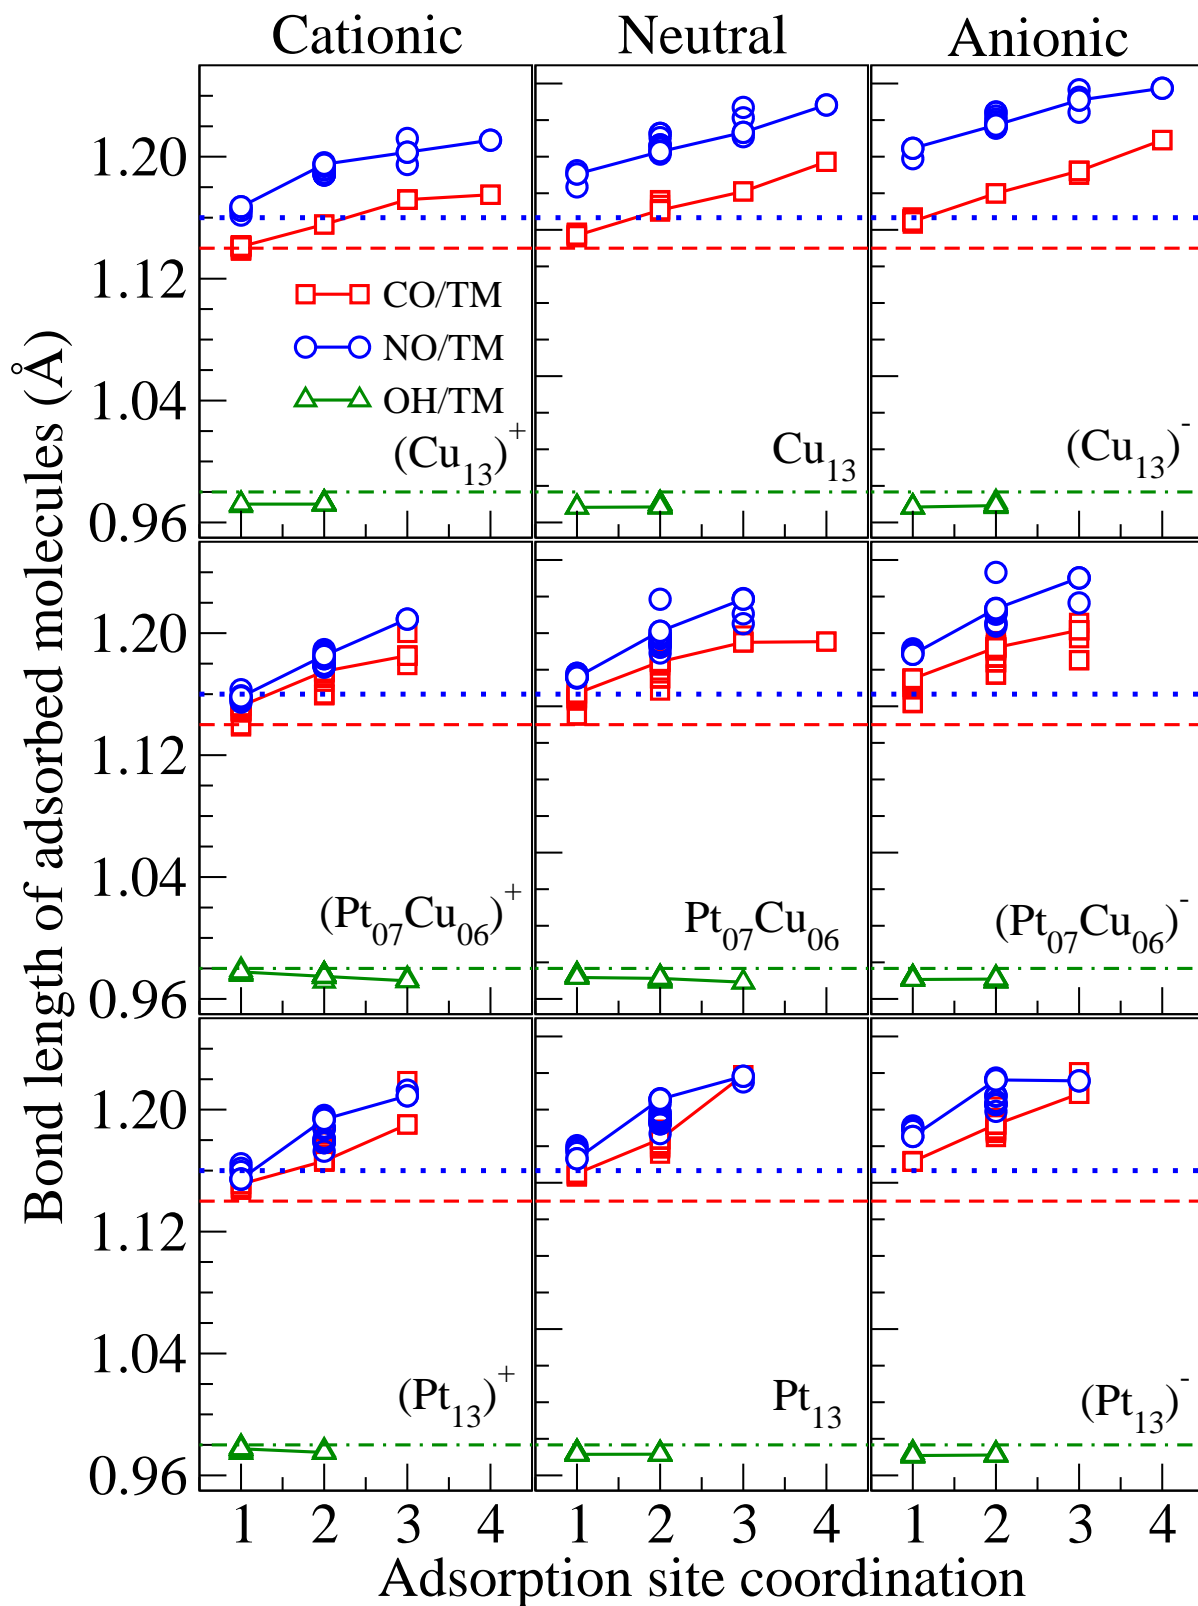 Cationic Neutral Anionic
Bond length of adsorbed molecules (Å)
1.20
1.12
CO/TM
NO/TM
1.04
OH/TM
(Cu₁₃)⁺ Cu₁₃ (Cu₁₃)⁻
0.96
1.20
1.12
1.04
(Pt₀₇Cu₀₆)⁺ Pt₀₇Cu₀₆ (Pt₀₇Cu₀₆)⁻
0.96
1.20
1.12
1.04
(Pt₁₃)⁺ Pt₁₃ (Pt₁₃)⁻
0.96
1 2 3 4 1 2 3 4 1 2 3 4
Adsorption site coordination